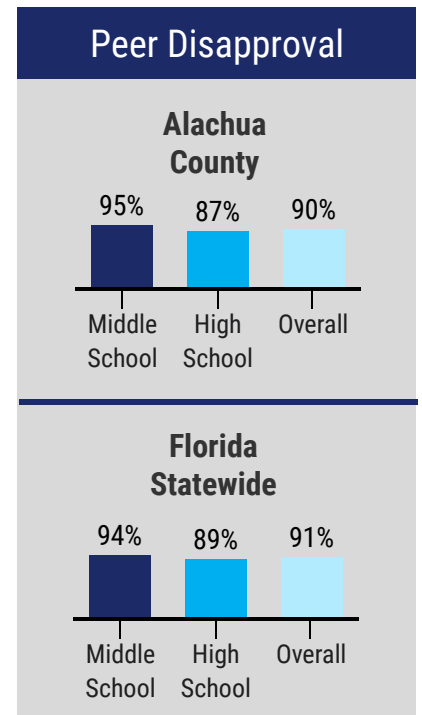 Peer Disapproval
Alachua
County
95% 87% 90%
Middle High Overall
School School
Florida
Statewide
94% 89% 91%
Middle High Overall
School School